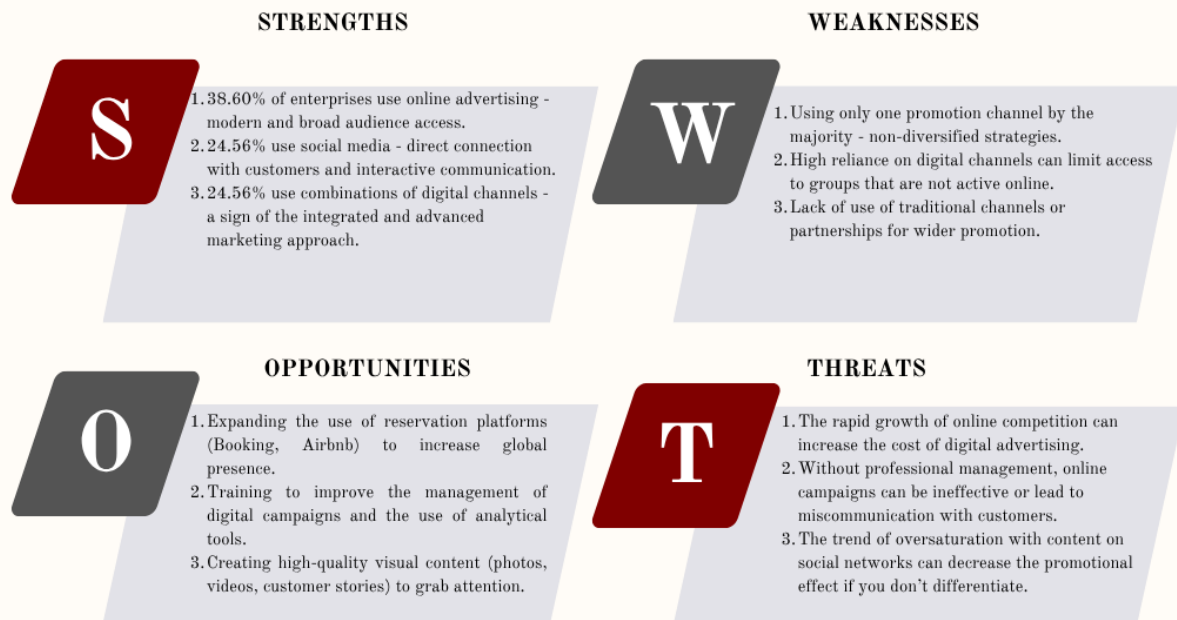 STRENGTHS
S
1. 38.60% of enterprises use online advertising -
modern and broad audience access.
2. 24.56% use social media - direct connection
with customers and interactive communication.
3. 24.56% use combinations of digital channels -
a sign of the integrated and advanced
marketing approach.
WEAKNESSES
W
1. Using only one promotion channel by the
majority - non-diversified strategies.
2. High reliance on digital channels can limit access
to groups that are not active online.
3. Lack of use of traditional channels or
partnerships for wider promotion.
OPPORTUNITIES
O
1. Expanding the use of reservation platforms
(Booking, Airbnb) to increase global
presence.
2. Training to improve the management of
digital campaigns and the use of analytical
tools.
3. Creating high-quality visual content (photos,
videos, customer stories) to grab attention.
THREATS
T
1. The rapid growth of online competition can
increase the cost of digital advertising.
2. Without professional management, online
campaigns can be ineffective or lead to
miscommunication with customers.
3. The trend of oversaturation with content on
social networks can decrease the promotional
effect if you don't differentiate.